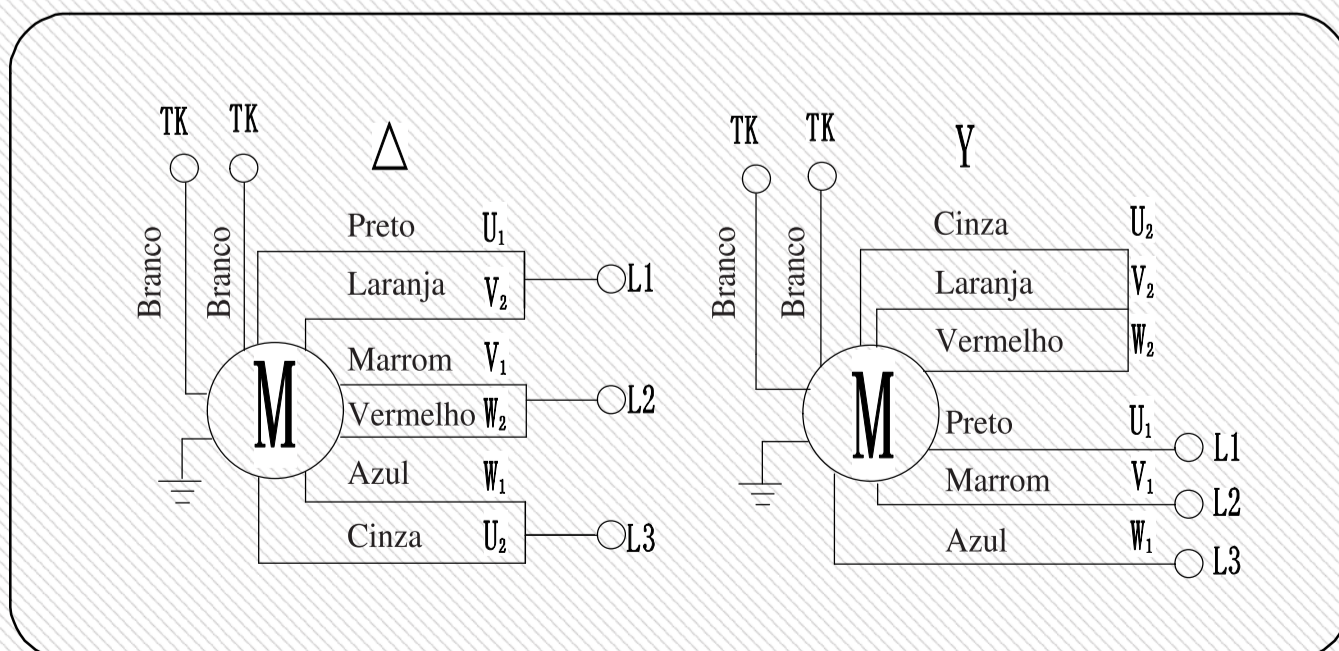 TK TK Δ
Branco
Branco
Preto U₁
Laranja V₂
L1
Marrom V₁
Vermelho W₂
L2
Azul W₁
Cinza U₂
L3
M
TK TK Y
Branco
Branco
Cinza U₂
Laranja V₂
Vermelho W₂
Preto U₁
L1
Marrom V₁
L2
Azul W₁
L3
M